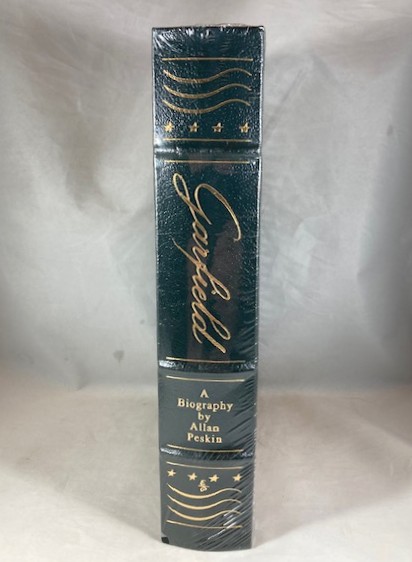 Garfield
A
Biography
by
Allan
Peskin